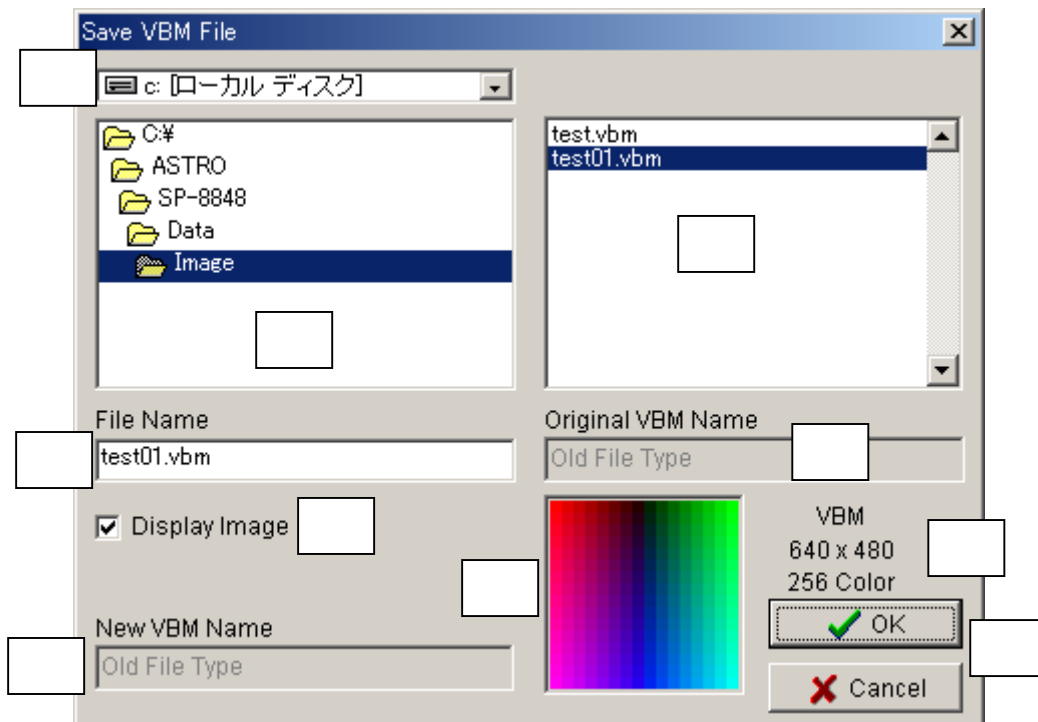 Save VBM File
c: [ローカル ディスク]
C:¥
ASTRO
SP-8848
Data
Image
test.vbm
test01.vbm
File Name
test01.vbm
Original VBM Name
Old File Type
Display Image
VBM
640 x 480
256 Color
New VBM Name
Old File Type
OK
Cancel